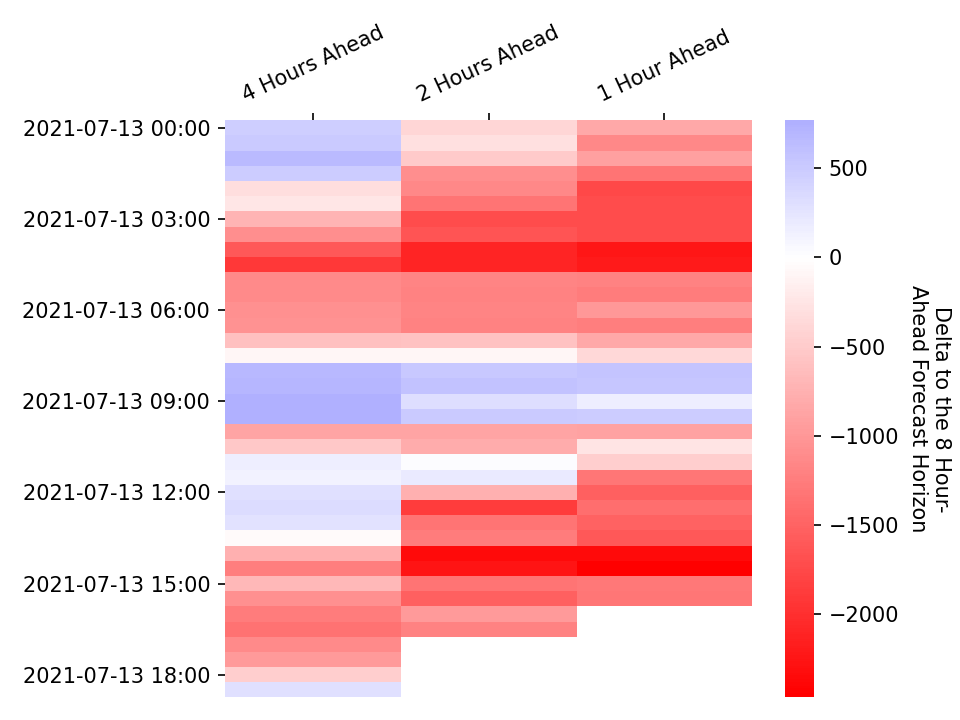 4 Hours Ahead
2 Hours Ahead
1 Hour Ahead
2021-07-13 00:00
2021-07-13 03:00
2021-07-13 06:00
2021-07-13 09:00
2021-07-13 12:00
2021-07-13 15:00
2021-07-13 18:00
500
0
−500
−1000
−1500
−2000
Delta to the 8 Hour-
Ahead Forecast Horizon